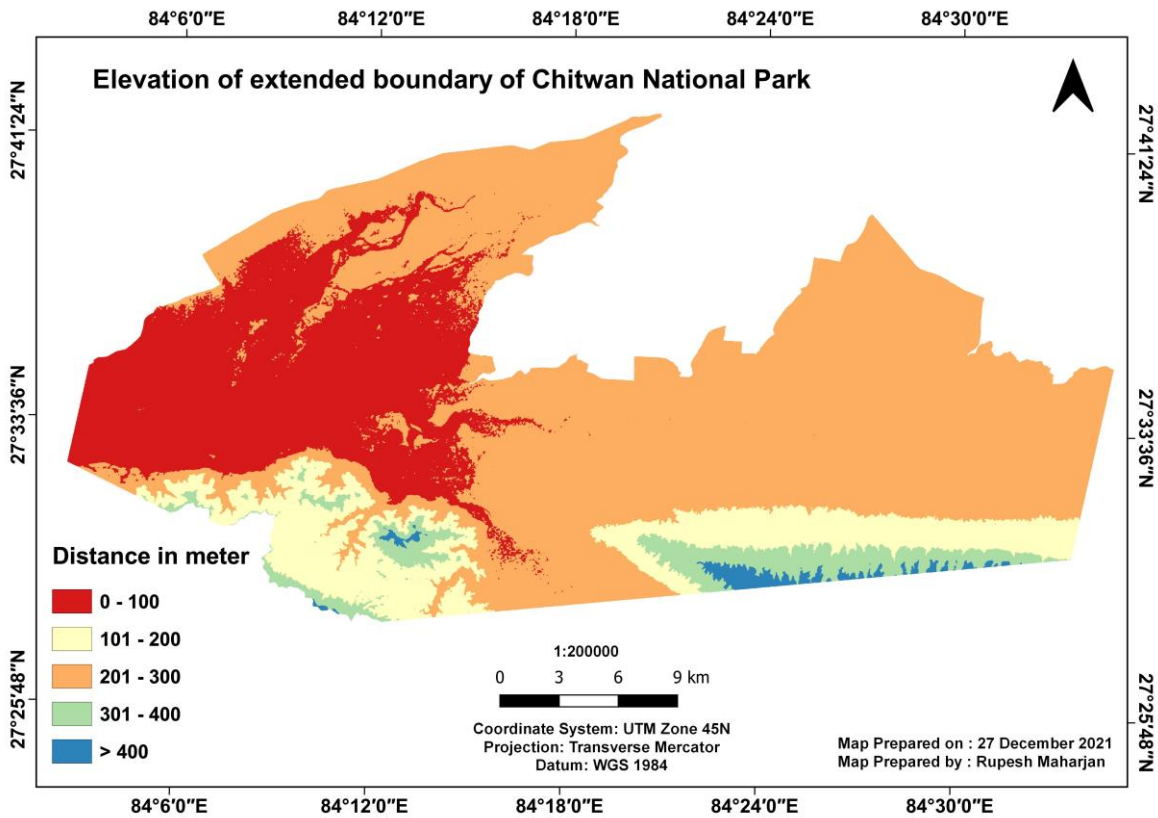 84°6'0"E 84°12'0"E 84°18'0"E 84°24'0"E 84°30'0"E
Elevation of extended boundary of Chitwan National Park
27°41'24"N
27°41'24"N
27°33'36"N
27°33'36"N
27°25'48"N
27°25'48"N
Distance in meter
0 - 100
101 - 200
201 - 300
301 - 400
> 400
1:200000
0 3 6 9 km
Coordinate System: UTM Zone 45N
Projection: Transverse Mercator
Datum: WGS 1984
Map Prepared on : 27 December 2021
Map Prepared by : Rupesh Maharjan
84°6'0"E 84°12'0"E 84°18'0"E 84°24'0"E 84°30'0"E